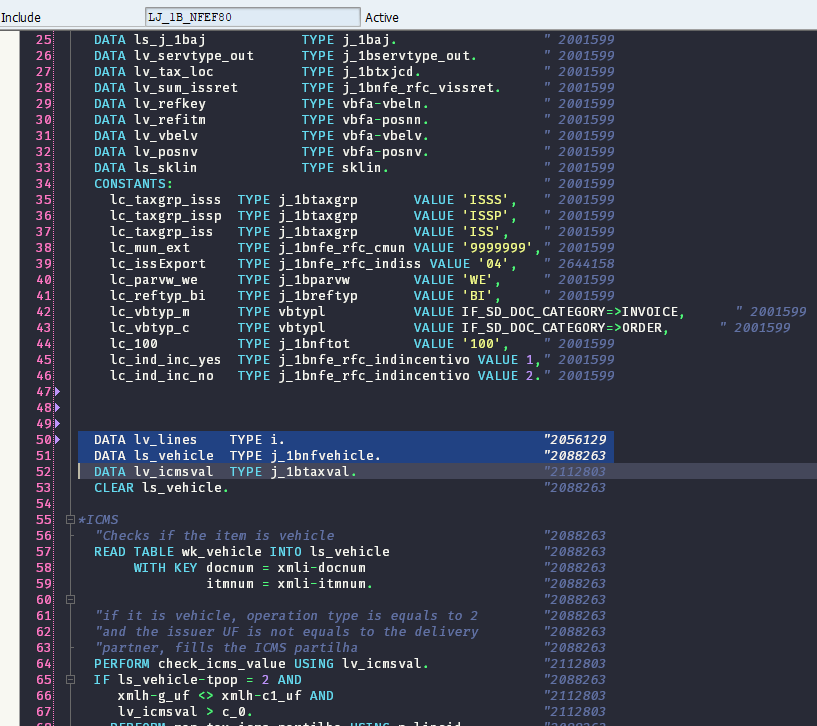 Include LJ_1B_NFEF80 Active
25 DATA ls_j_1baj TYPE j_1baj. " 2001599
26 DATA lv_servtype_out TYPE j_1bservtype_out. " 2001599
27 DATA lv_tax_loc TYPE j_1btxjcd. " 2001599
28 DATA lv_sum_issret TYPE j_1bnfe_rfc_vissret. " 2001599
29 DATA lv_refkey TYPE vbfa-vbeln. " 2001599
30 DATA lv_refitm TYPE vbfa-posnn. " 2001599
31 DATA lv_vbelv TYPE vbfa-vbelv. " 2001599
32 DATA lv_posnv TYPE vbfa-posnv. " 2001599
33 DATA ls_sklin TYPE sklin. " 2001599
34 CONSTANTS: " 2001599
35 lc_taxgrp_isss TYPE j_1btaxgrp VALUE 'ISSS', " 2001599
36 lc_taxgrp_issp TYPE j_1btaxgrp VALUE 'ISSP', " 2001599
37 lc_taxgrp_iss TYPE j_1btaxgrp VALUE 'ISS', " 2001599
38 lc_mun_ext TYPE j_1bnfe_rfc_cmun VALUE '9999999'," 2001599
39 lc_issExport TYPE j_1bnfe_rfc_indiss VALUE '04', " 2644158
40 lc_parvw_we TYPE j_1bparvw VALUE 'WE', " 2001599
41 lc_reftyp_bi TYPE j_1breftyp VALUE 'BI', " 2001599
42 lc_vbtyp_m TYPE vbtypl VALUE IF_SD_DOC_CATEGORY=>INVOICE, " 2001599
43 lc_vbtyp_c TYPE vbtypl VALUE IF_SD_DOC_CATEGORY=>ORDER, " 2001599
44 lc_100 TYPE j_1bnftot VALUE '100', " 2001599
45 lc_ind_inc_yes TYPE j_1bnfe_rfc_indincentivo VALUE 1," 2001599
46 lc_ind_inc_no TYPE j_1bnfe_rfc_indincentivo VALUE 2." 2001599
47
48
49
50 DATA lv_lines TYPE i. "2056129
51 DATA ls_vehicle TYPE j_1bnfvehicle. "2088263
52 DATA lv_icmsval TYPE j_1btaxval. "2112803
53 CLEAR ls_vehicle. "2088263
54
55 *ICMS
56 "Checks if the item is vehicle "2088263
57 READ TABLE wk_vehicle INTO ls_vehicle "2088263
58 WITH KEY docnum = xmli-docnum "2088263
59 itmnum = xmli-itmnum. "2088263
60 "2088263
61 "if it is vehicle, operation type is equals to 2 "2088263
62 "and the issuer UF is not equals to the delivery "2088263
63 "partner, fills the ICMS partilha "2088263
64 PERFORM check_icms_value USING lv_icmsval. "2112803
65 IF ls_vehicle-tpop = 2 AND "2088263
66 xmlh-g_uf <> xmlh-c1_uf AND "2112803
67 lv_icmsval > c_0. "2112803